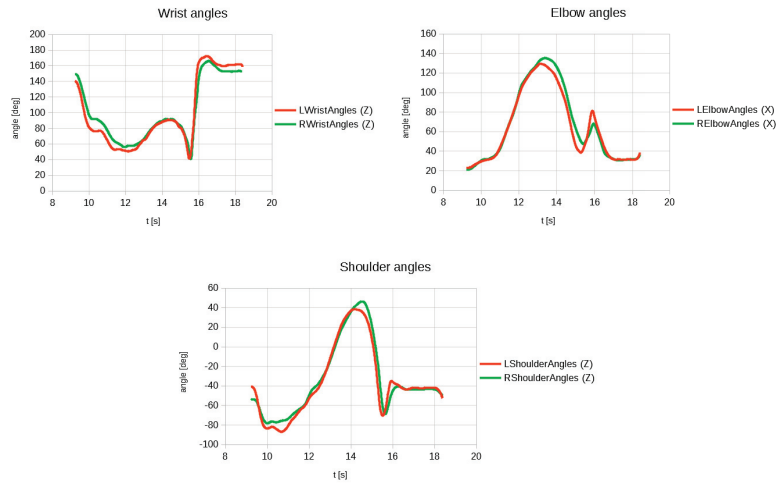 Wrist angles
200
180
160
140
120
100
80
60
40
20
0
angle [deg]
8 10 12 14 16 18 20
t [s]
LWristAngles (Z)
RWristAngles (Z)
Elbow angles
160
140
120
100
80
60
40
20
0
angle [deg]
8 10 12 14 16 18 20
t [s]
LElbowAngles (X)
RElbowAngles (X)
Shoulder angles
60
40
20
0
-20
-40
-60
-80
-100
angle [deg]
8 10 12 14 16 18 20
t [s]
LShoulderAngles (Z)
RShoulderAngles (Z)